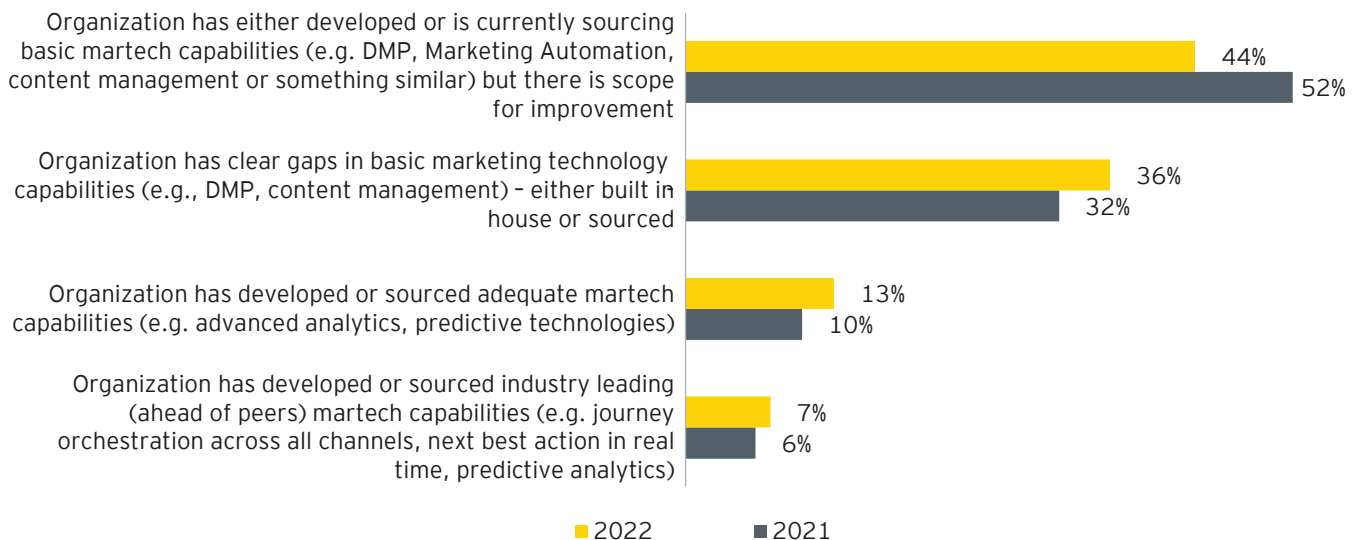 Organization has either developed or is currently sourcing
basic martech capabilities (e.g. DMP, Marketing Automation,
content management or something similar) but there is scope
for improvement
44%
52%
Organization has clear gaps in basic marketing technology
capabilities (e.g., DMP, content management) – either built in-
house or sourced
36%
32%
Organization has developed or sourced adequate martech
capabilities (e.g. advanced analytics, predictive technologies)
13%
10%
Organization has developed or sourced industry leading
(ahead of peers) martech capabilities (e.g. journey
orchestration across all channels, next best action in real
time, predictive analytics)
7%
6%
2022 2021